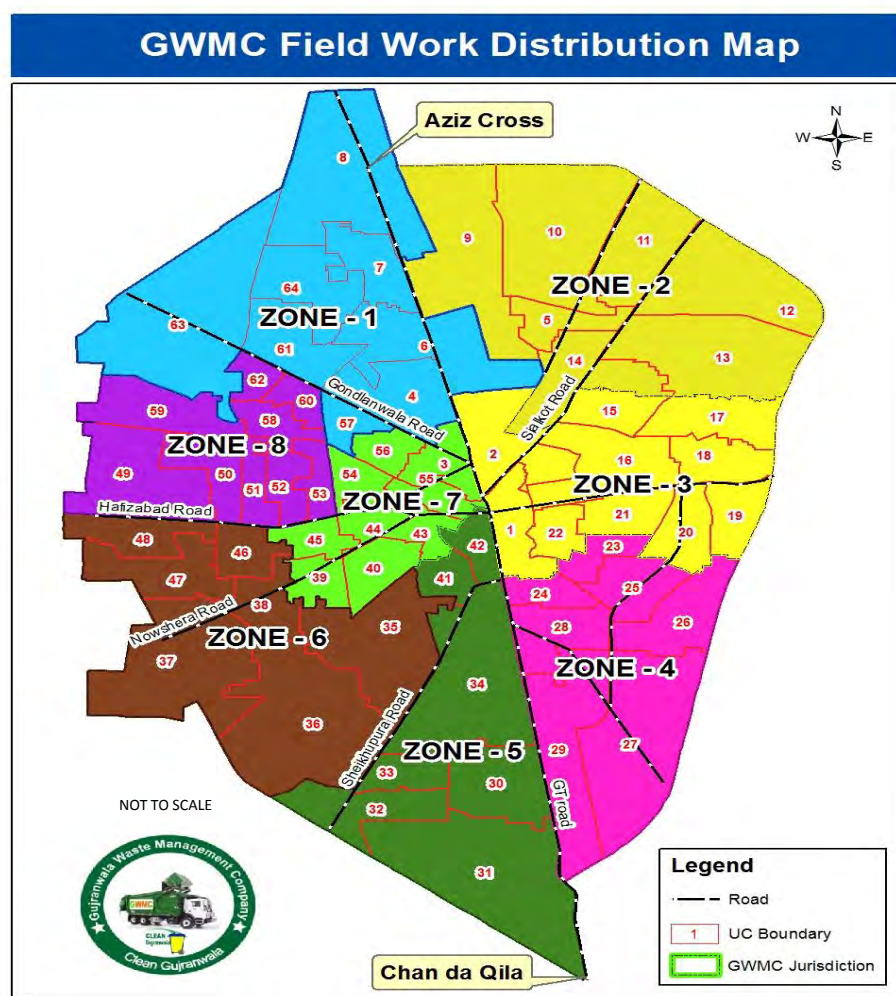 GWMC Field Work Distribution Map
Aziz Cross
N
W E
S
8
9
10
11
7
64
ZONE - 2
12
63
ZONE - 1
5
61
6
13
14
62
4
59
60
Gondlanwala Road
Sialkot Road
58
57
15
17
ZONE - 8
56
3
2
18
49
50
54
55
16
51
52
53
ZONE - 7
ZONE - 3
Hafizabad Road
44
43
1
22
21
20
19
48
46
45
42
23
47
39
40
41
24
25
38
26
Nowshera Road
ZONE - 6
35
28
37
34
ZONE - 4
36
Sheikhupura Road
ZONE - 5
29
27
33
30
GT road
NOT TO SCALE
32
31
Gujranwala Waste Management Company
GWMC
CLEAN
Clean Gujranwala
Legend
Road
1 UC Boundary
GWMC Jurisdiction
Chan da Qila